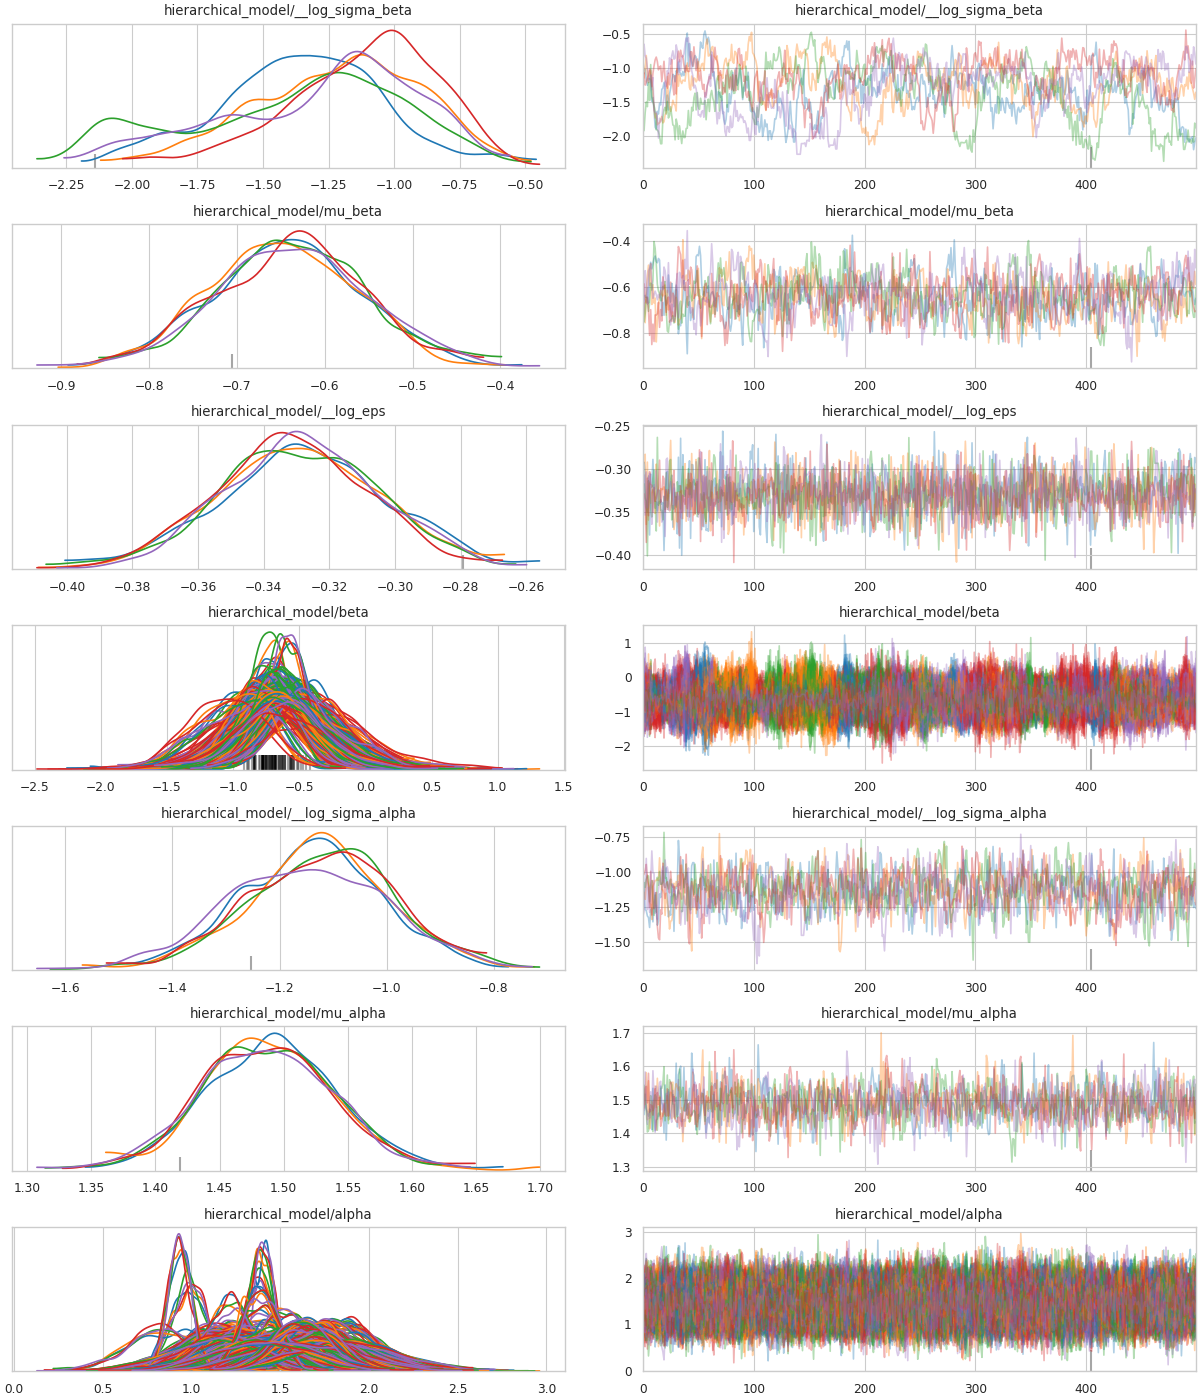 hierarchical_model/__log_sigma_beta
−2.25 −2.00 −1.75 −1.50 −1.25 −1.00 −0.75 −0.50
hierarchical_model/__log_sigma_beta
−0.5
−1.0
−1.5
−2.0
0 100 200 300 400
hierarchical_model/mu_beta
−0.9 −0.8 −0.7 −0.6 −0.5 −0.4
hierarchical_model/mu_beta
−0.4
−0.6
−0.8
0 100 200 300 400
hierarchical_model/__log_eps
−0.40 −0.38 −0.36 −0.34 −0.32 −0.30 −0.28 −0.26
hierarchical_model/__log_eps
−0.25
−0.30
−0.35
−0.40
0 100 200 300 400
hierarchical_model/beta
−2.5 −2.0 −1.5 −1.0 −0.5 0.0 0.5 1.0 1.5
hierarchical_model/beta
1
0
−1
−2
0 100 200 300 400
hierarchical_model/__log_sigma_alpha
−1.6 −1.4 −1.2 −1.0 −0.8
hierarchical_model/__log_sigma_alpha
−0.75
−1.00
−1.25
−1.50
0 100 200 300 400
hierarchical_model/mu_alpha
1.30 1.35 1.40 1.45 1.50 1.55 1.60 1.65 1.70
hierarchical_model/mu_alpha
1.7
1.6
1.5
1.4
1.3
0 100 200 300 400
hierarchical_model/alpha
0.0 0.5 1.0 1.5 2.0 2.5 3.0
hierarchical_model/alpha
3
2
1
0
0 100 200 300 400